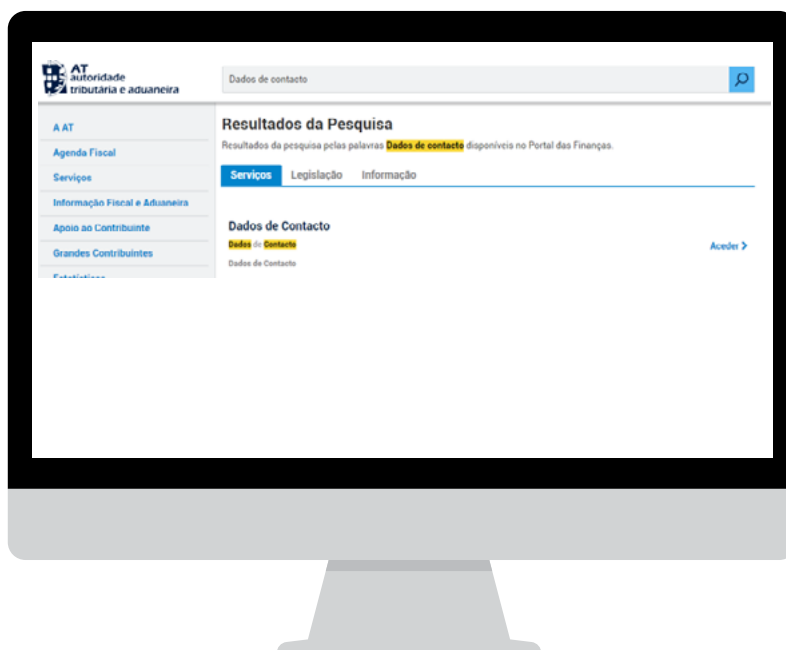 AT
autoridade
tributária e aduaneira
Dados de contacto
A AT
Agenda Fiscal
Serviços
Informação Fiscal e Aduaneira
Apoio ao Contribuinte
Grandes Contribuintes
Resultados da Pesquisa
Resultados da pesquisa pelas palavras Dados de contacto disponíveis no Portal das Finanças.
Serviços Legislação Informação
Dados de Contacto
Dados de Contacto
Aceder
Dados de Contacto